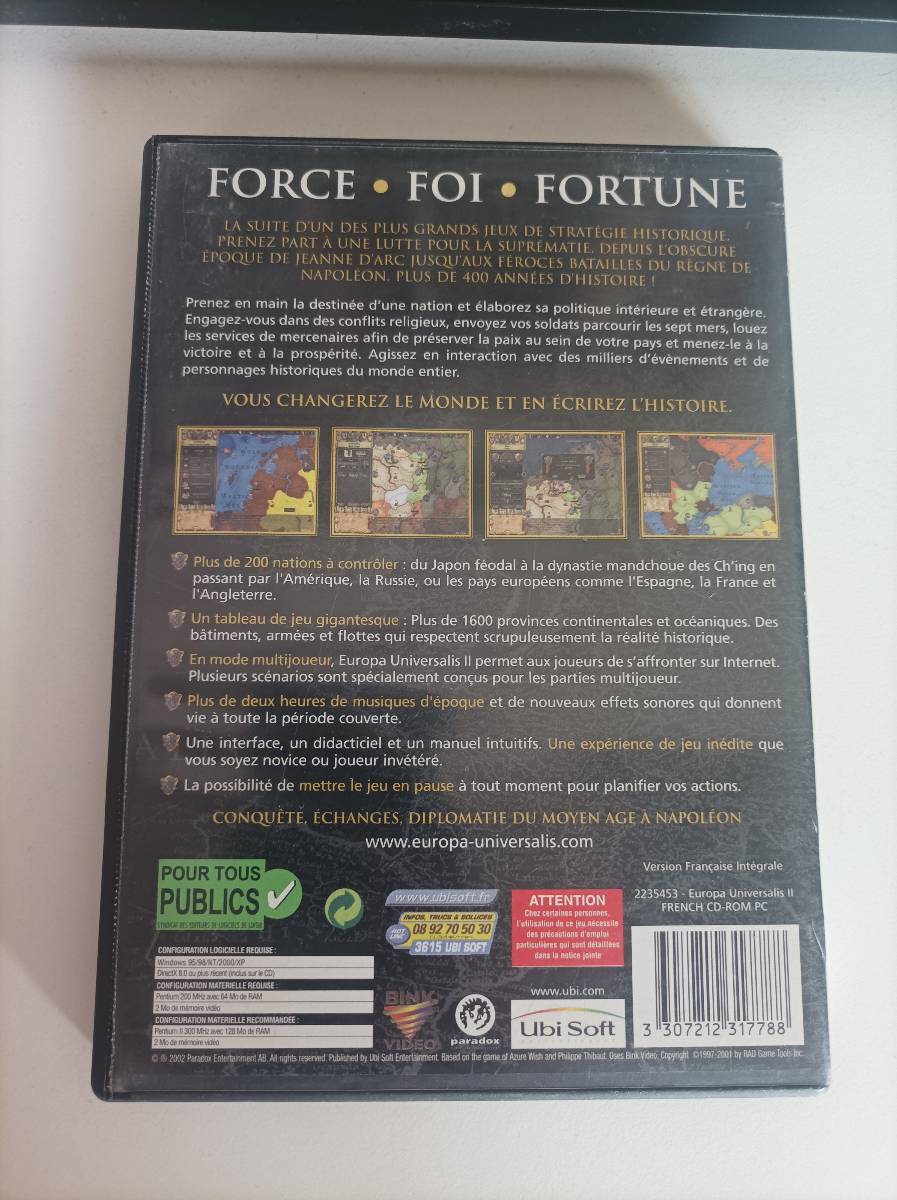 FORCE • FOI • FORTUNE
LA SUITE D'UN DES PLUS GRANDS JEUX DE STRATÉGIE HISTORIQUE.
PRENEZ PART À UNE LUTTE POUR LA SUPRÉMATIE, DEPUIS L'OBSCURE
ÉPOQUE DE JEANNE D'ARC JUSQU'AUX FÉROCES BATAILLES DU RÈGNE DE
NAPOLÉON. PLUS DE 400 ANNÉES D'HISTOIRE !
Prenez en main la destinée d'une nation et élaborez sa politique intérieure et étrangère.
Engagez-vous dans des conflits religieux, envoyez vos soldats parcourir les sept mers, louez
les services de mercenaires afin de préserver la paix au sein de votre pays et menez-le à la
victoire et à la prospérité. Agissez en interaction avec des milliers d'évènements et de
personnages historiques du monde entier.
VOUS CHANGEREZ LE MONDE ET EN ÉCRIREZ L'HISTOIRE.
Plus de 200 nations à contrôler : du Japon féodal à la dynastie mandchoue des Ch'ing en
passant par l'Amérique, la Russie, ou les pays européens comme l'Espagne, la France et
l'Angleterre.
Un tableau de jeu gigantesque : Plus de 1600 provinces continentales et océaniques. Des
bâtiments, armées et flottes qui respectent scrupuleusement la réalité historique.
En mode multijoueur, Europa Universalis II permet aux joueurs de s'affronter sur Internet.
Plusieurs scénarios sont spécialement conçus pour les parties multijoueur.
Plus de deux heures de musiques d'époque et de nouveaux effets sonores qui donnent
vie à toute la période couverte.
Une interface, un didacticiel et un manuel intuitifs. Une expérience de jeu inédite que
vous soyez novice ou joueur invétéré.
La possibilité de mettre le jeu en pause à tout moment pour planifier vos actions.
CONQUÊTE, ÉCHANGES, DIPLOMATIE DU MOYEN AGE À NAPOLÉON
www.europa-universalis.com
POUR TOUS
PUBLICS
SYNDICAT DES EDITEURS DE LOGICIELS DE LOISIR
www.ubisoft.fr
INFOS, TRUCS & SOLUCES
HOT LINE
08 92 70 50 30
3615 UBI SOFT
ATTENTION
Chez certaines personnes,
l'utilisation de ce jeu nécessite
des précautions d'emploi
particulières qui sont détaillées
dans la notice jointe
Version Française Intégrale
2235453 - Europa Universalis II
FRENCH CD-ROM PC
CONFIGURATION LOGICIELLE REQUISE :
Windows 95/98/NT/2000/XP
DirectX 8.0 ou plus récent (inclus sur le CD)
CONFIGURATION MATERIELLE REQUISE :
Pentium 200 MHz avec 64 Mo de RAM
2 Mo de mémoire vidéo
CONFIGURATION MATERIELLE RECOMMANDÉE :
Pentium II 300 MHz avec 128 Mo de RAM
2 Mo de mémoire vidéo
BINK
VIDEO
paradox
www.ubi.com
Ubi Soft
ENTERTAINMENT
3 307212 317788
© ® 2002 Paradox Entertainment AB, All rights reserved. Published by Ubi Soft Entertainment. Based on the game of Azure Wish and Philippe Thibaut. Uses Bink Video. Copyright ©1997-2001 by RAD Game Tools Inc.